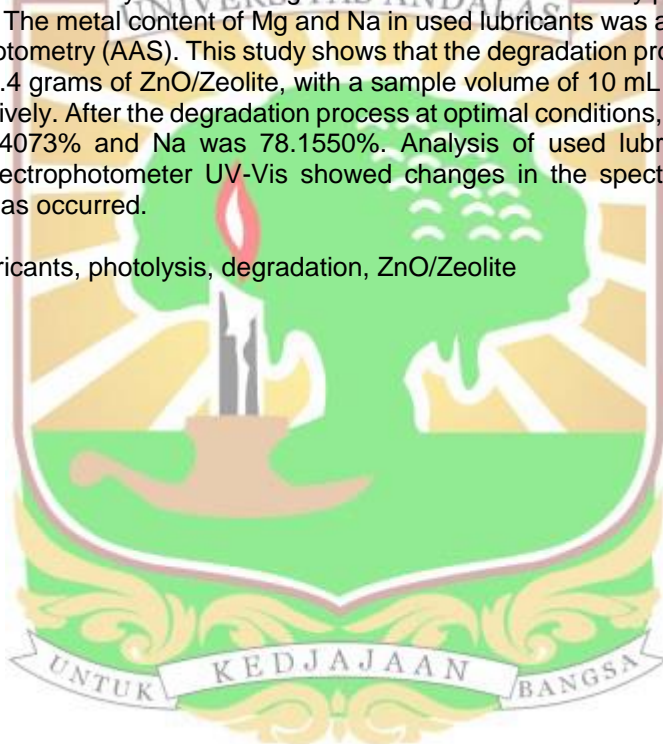 UNIVERSITAS ANDALAS
The metal content of Mg and Na in used lubricants was a
otometry (AAS). This study shows that the degradation pro
.4 grams of ZnO/Zeolite, with a sample volume of 10 mL
ively. After the degradation process at optimal conditions,
4073% and Na was 78.1550%. Analysis of used lubr
ectrophotometer UV-Vis showed changes in the spect
as occurred.
ricants, photolysis, degradation, ZnO/Zeolite
UNTUK KEDJAJAAN BANGSA